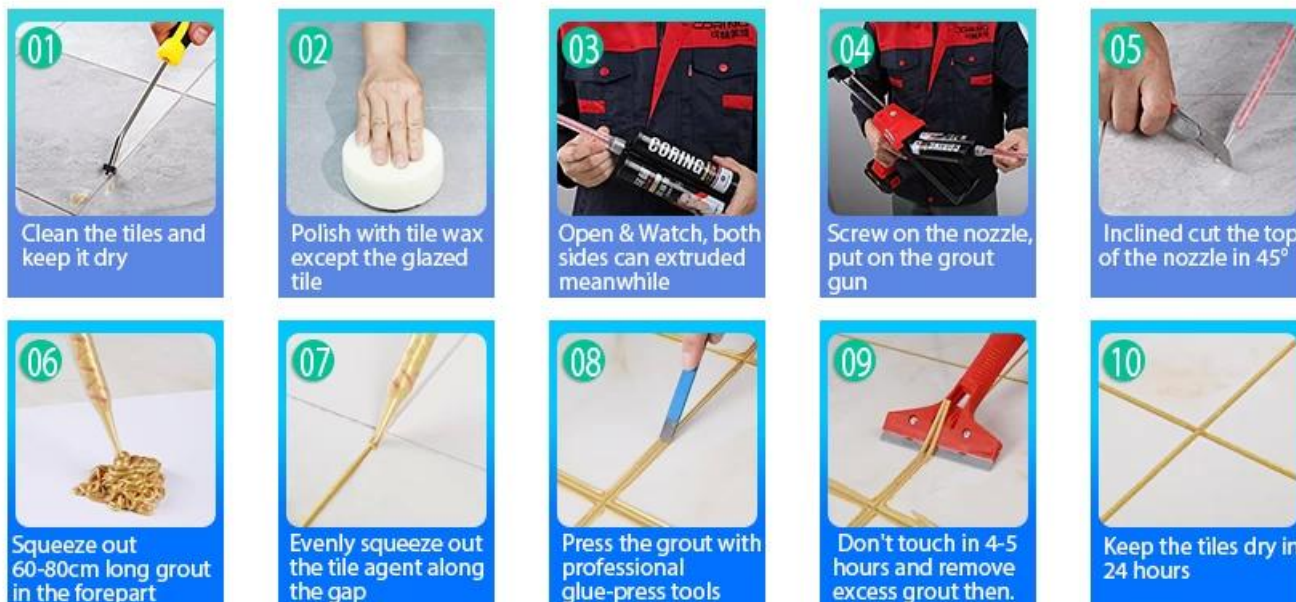 01
Clean the tiles and
keep it dry
02
Polish with tile wax
except the glazed
tile
03
CORING
Open & Watch, both
sides can extruded
meanwhile
04
Screw on the nozzle,
put on the grout
gun
05
Inclined cut the top
of the nozzle in 45°
06
Squeeze out
60-80cm long grout
in the forepart
07
Evenly squeeze out
the tile agent along
the gap
08
Press the grout with
professional
glue-press tools
09
Don't touch in 4-5
hours and remove
excess grout then.
10
Keep the tiles dry in
24 hours